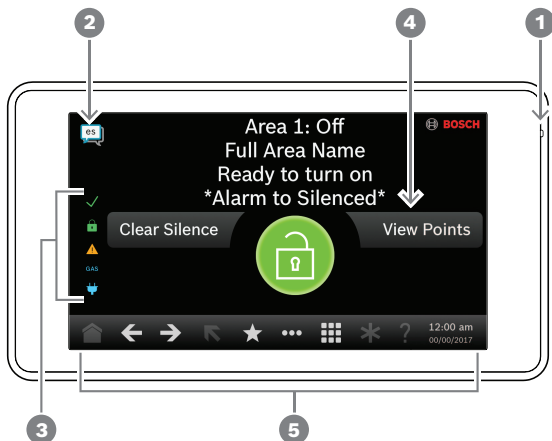 2
4
1
es
Area 1: Off
BOSCH
Full Area Name
Ready to turn on
*Alarm to Silenced*
Clear Silence
View Points
GAS
?
12:00 am
00/00/2017
3
5